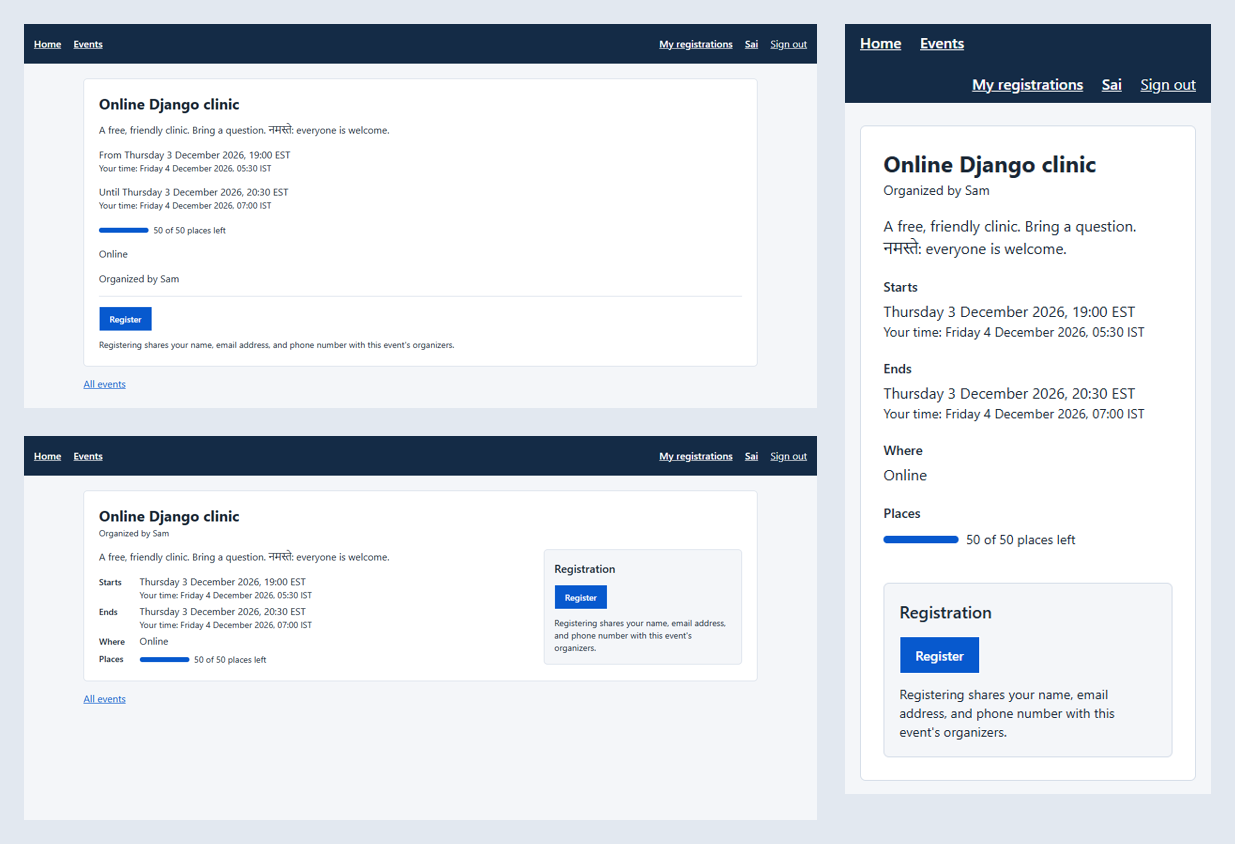 Home Events My registrations Sai Sign out
Online Django clinic
A free, friendly clinic. Bring a question. नमस्ते: everyone is welcome.
From Thursday 3 December 2026, 19:00 EST
Your time: Friday 4 December 2026, 05:30 IST
Until Thursday 3 December 2026, 20:30 EST
Your time: Friday 4 December 2026, 07:00 IST
50 of 50 places left
Online
Organized by Sam
Register
Registering shares your name, email address, and phone number with this event's organizers.
All events
Home Events My registrations Sai Sign out
Online Django clinic
Organized by Sam
A free, friendly clinic. Bring a question. नमस्ते: everyone is welcome.
Starts Thursday 3 December 2026, 19:00 EST
Your time: Friday 4 December 2026, 05:30 IST
Ends Thursday 3 December 2026, 20:30 EST
Your time: Friday 4 December 2026, 07:00 IST
Where Online
Places 50 of 50 places left
Registration
Register
Registering shares your name, email address,
and phone number with this event's
organizers.
All events
Home Events
My registrations Sai Sign out
Online Django clinic
Organized by Sam
A free, friendly clinic. Bring a question.
नमस्ते: everyone is welcome.
Starts
Thursday 3 December 2026, 19:00 EST
Your time: Friday 4 December 2026, 05:30 IST
Ends
Thursday 3 December 2026, 20:30 EST
Your time: Friday 4 December 2026, 07:00 IST
Where
Online
Places
50 of 50 places left
Registration
Register
Registering shares your name, email
address, and phone number with this
event's organizers.